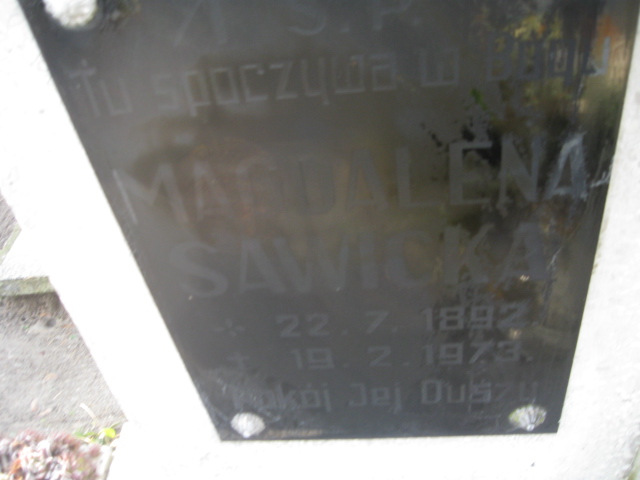 Ś.P.
Tu spoczywa w Bogu
MAGDALENA
SAWICKA
* 22.7.1892
+ 19.2.1973.
Pokój Jej Duszy